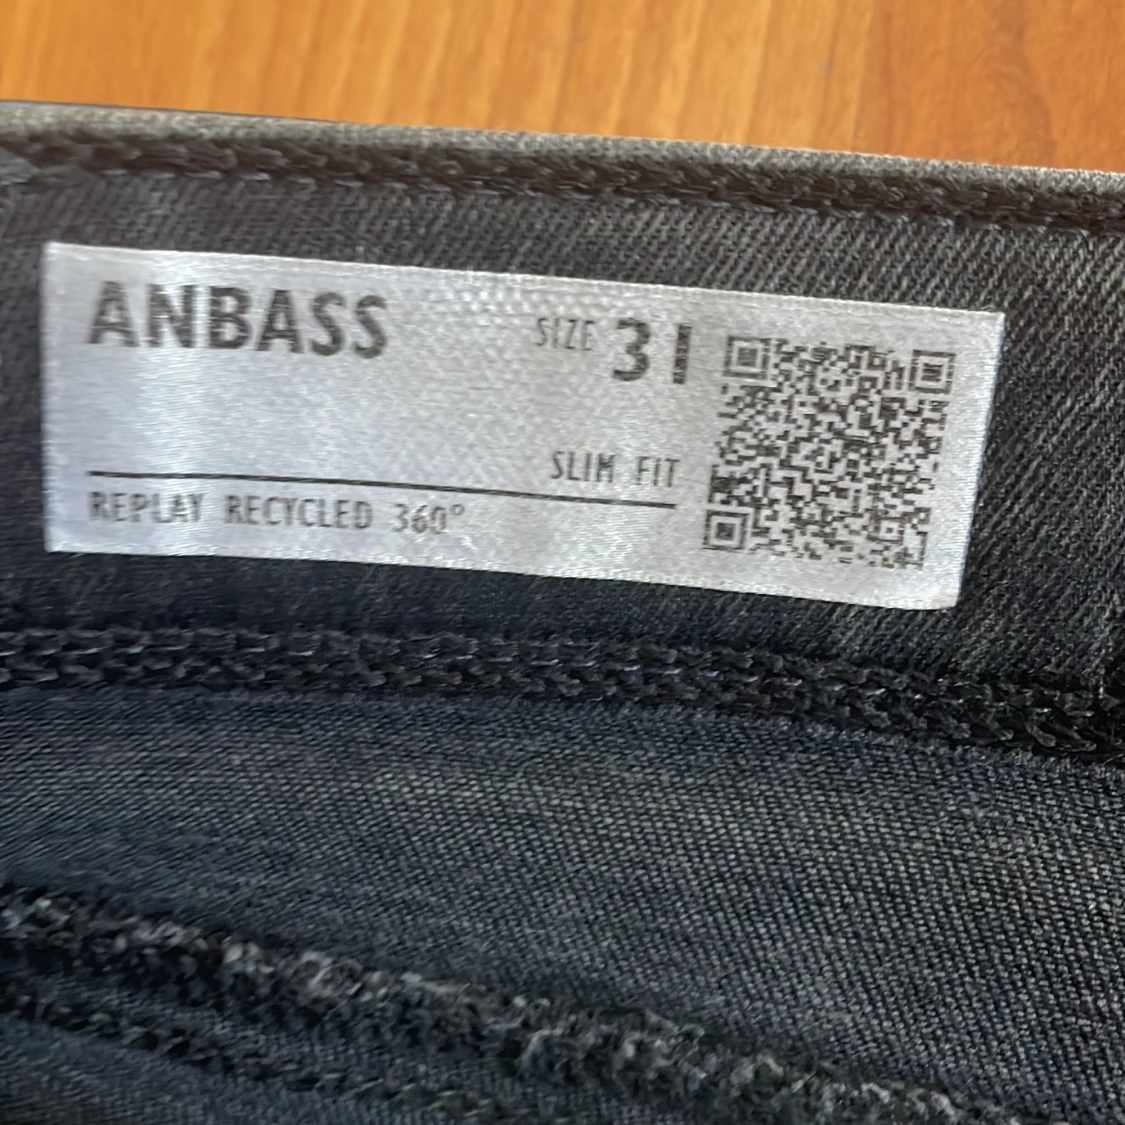 ANBASS
SIZE 31
SLIM FIT
REPLAY RECYCLED 360°